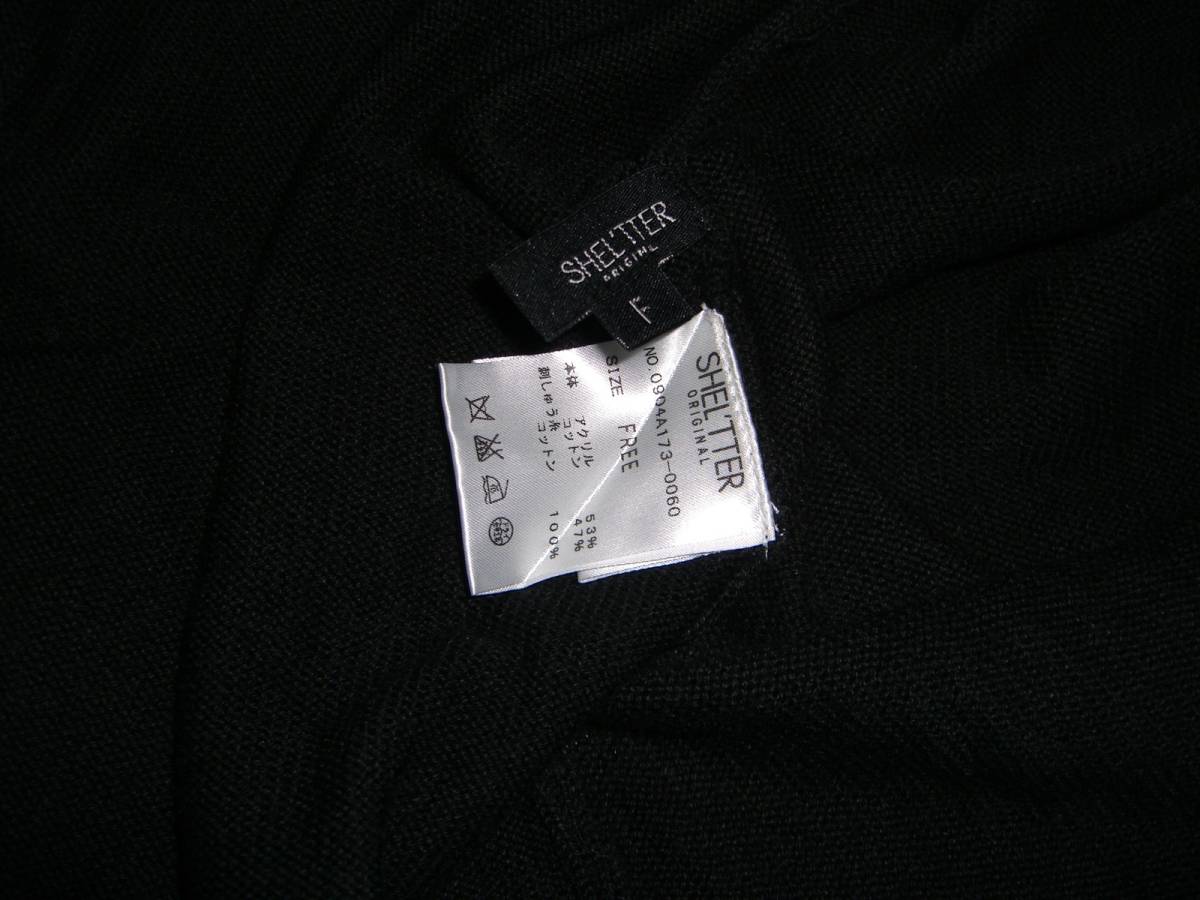 SHEL'TTER
ORIGINAL
F
SHEL'TTER
ORIGINAL
NO.0904A173-0060
SIZE FREE
本体 アクリル 53%
コットン 47%
刺しゅう糸 コットン 100%